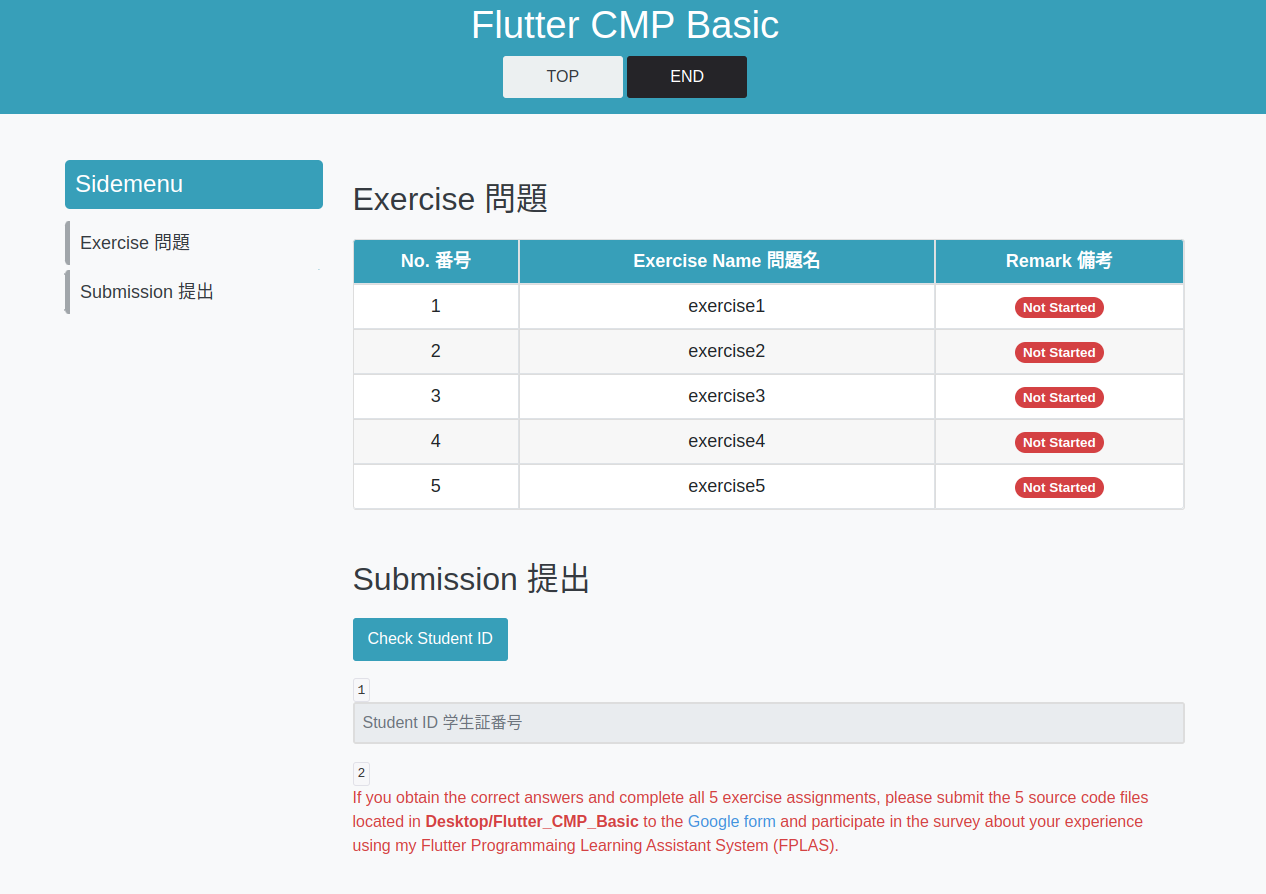 Flutter CMP Basic
TOP END
Sidemenu
Exercise 問題
Submission 提出
Exercise 問題
No. 番号 Exercise Name 問題名 Remark 備考
1 exercise1 Not Started
2 exercise2 Not Started
3 exercise3 Not Started
4 exercise4 Not Started
5 exercise5 Not Started
Submission 提出
Check Student ID
1
Student ID 学生証番号
2
If you obtain the correct answers and complete all 5 exercise assignments, please submit the 5 source code files
located in Desktop/Flutter_CMP_Basic to the Google form and participate in the survey about your experience
using my Flutter Programmaing Learning Assistant System (FPLAS).